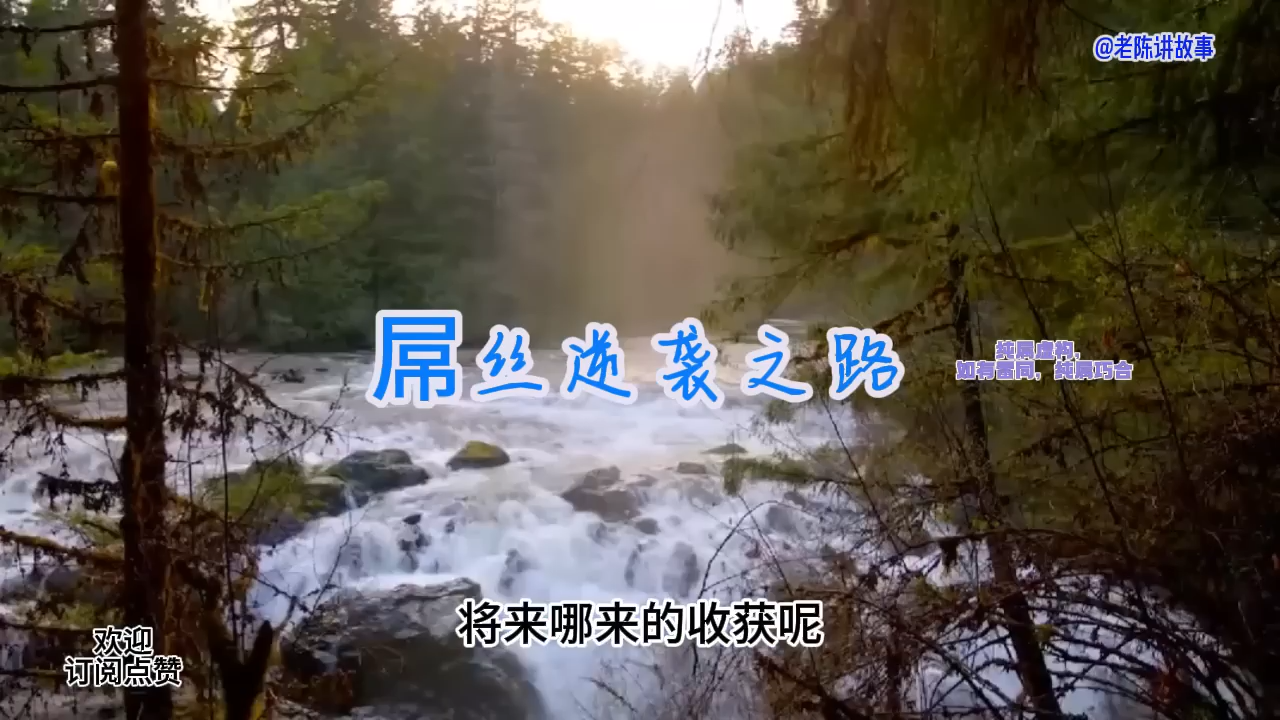 @老陈讲故事
屌丝逆袭之路
纯属虚构，
如有雷同，纯属巧合
将来哪来的收获呢
欢迎
订阅点赞